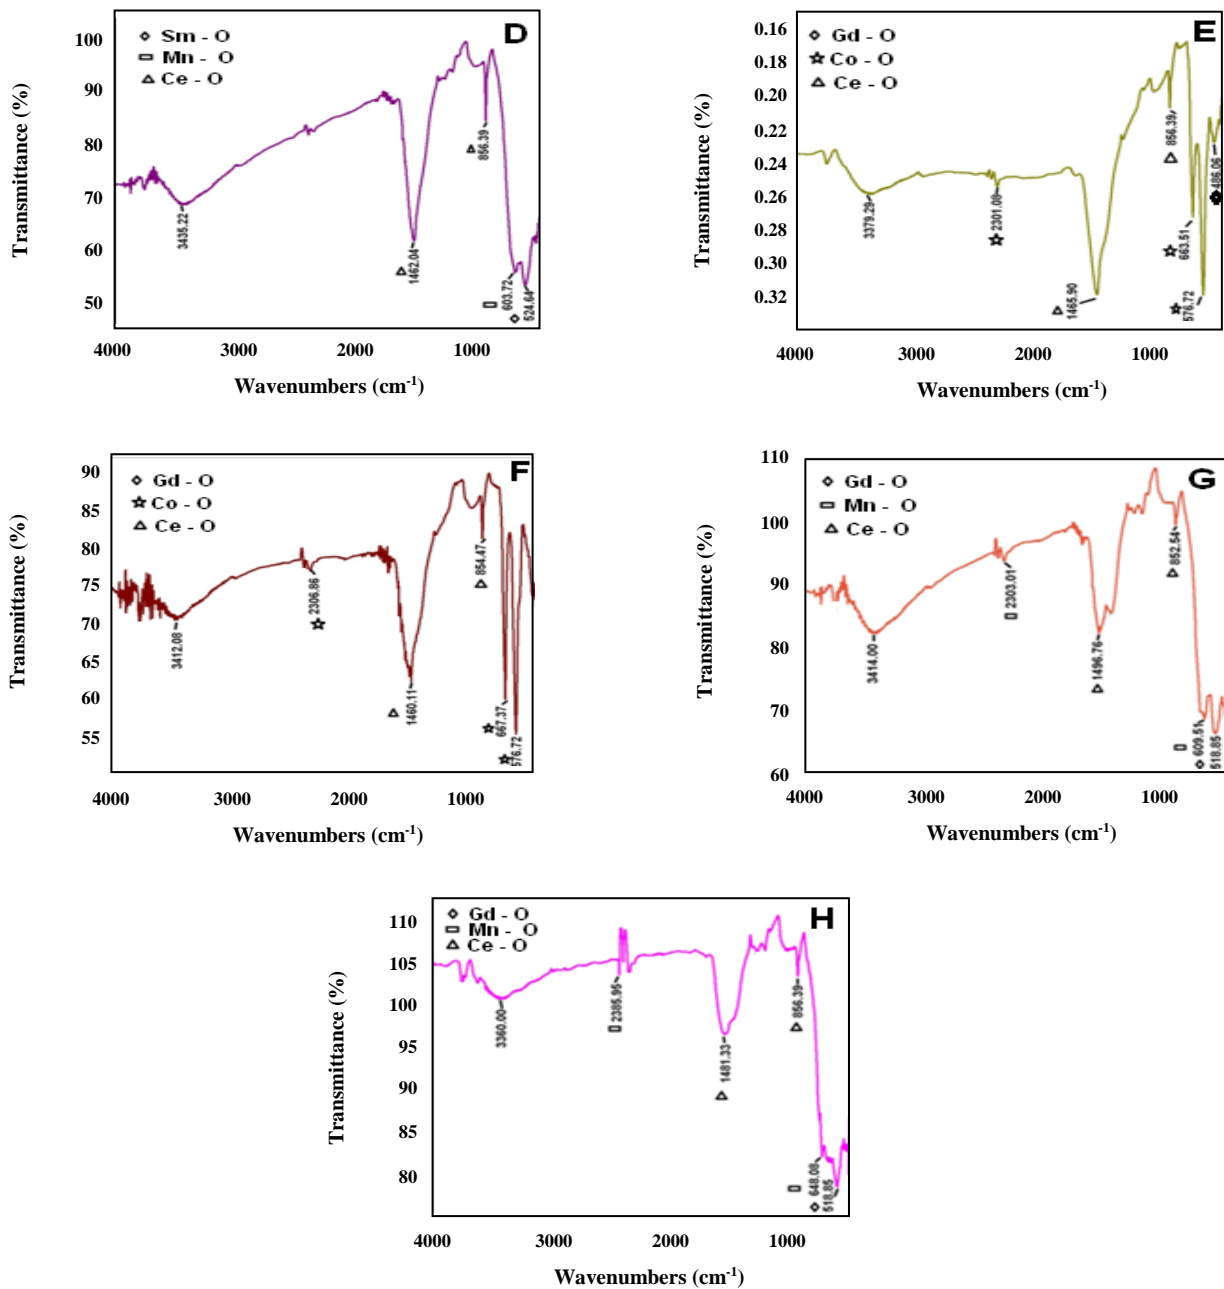 D
Sm - O
Mn - O
Ce - O
Transmittance (%)
100
90
80
70
60
50
3435.22
1462.04
856.39
603.72
524.64
4000 3000 2000 1000
Wavenumbers (cm-1)
E
Gd - O
Co - O
Ce - O
Transmittance (%)
0.16
0.18
0.20
0.22
0.24
0.26
0.28
0.30
0.32
3379.29
2301.08
1465.90
856.39
663.51
576.72
486.06
4000 3000 2000 1000
Wavenumbers (cm-1)
F
Gd - O
Co - O
Ce - O
Transmittance (%)
90
85
80
75
70
65
60
55
3412.08
2306.86
1460.11
854.47
667.37
576.72
4000 3000 2000 1000
Wavenumbers (cm-1)
G
Gd - O
Mn - O
Ce - O
Transmittance (%)
110
100
90
80
70
60
3414.00
2303.01
1496.76
852.54
609.51
518.85
4000 3000 2000 1000
Wavenumbers (cm-1)
H
Gd - O
Mn - O
Ce - O
Transmittance (%)
110
105
100
95
90
85
80
3360.00
2385.95
1481.33
856.39
648.08
518.85
4000 3000 2000 1000
Wavenumbers (cm-1)